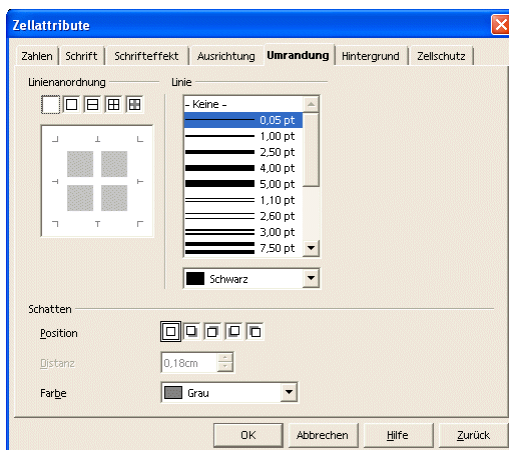 Zellattribute
Zahlen Schrift Schrifteffekt Ausrichtung Umrandung Hintergrund Zellschutz
Linienanordnung Linie
- Keine -
0,05 pt
1,00 pt
2,50 pt
4,00 pt
5,00 pt
1,10 pt
2,60 pt
3,00 pt
7,50 pt
Schwarz
Schatten
Position
Distanz 0,18cm
Farbe Grau
OK Abbrechen Hilfe Zurück